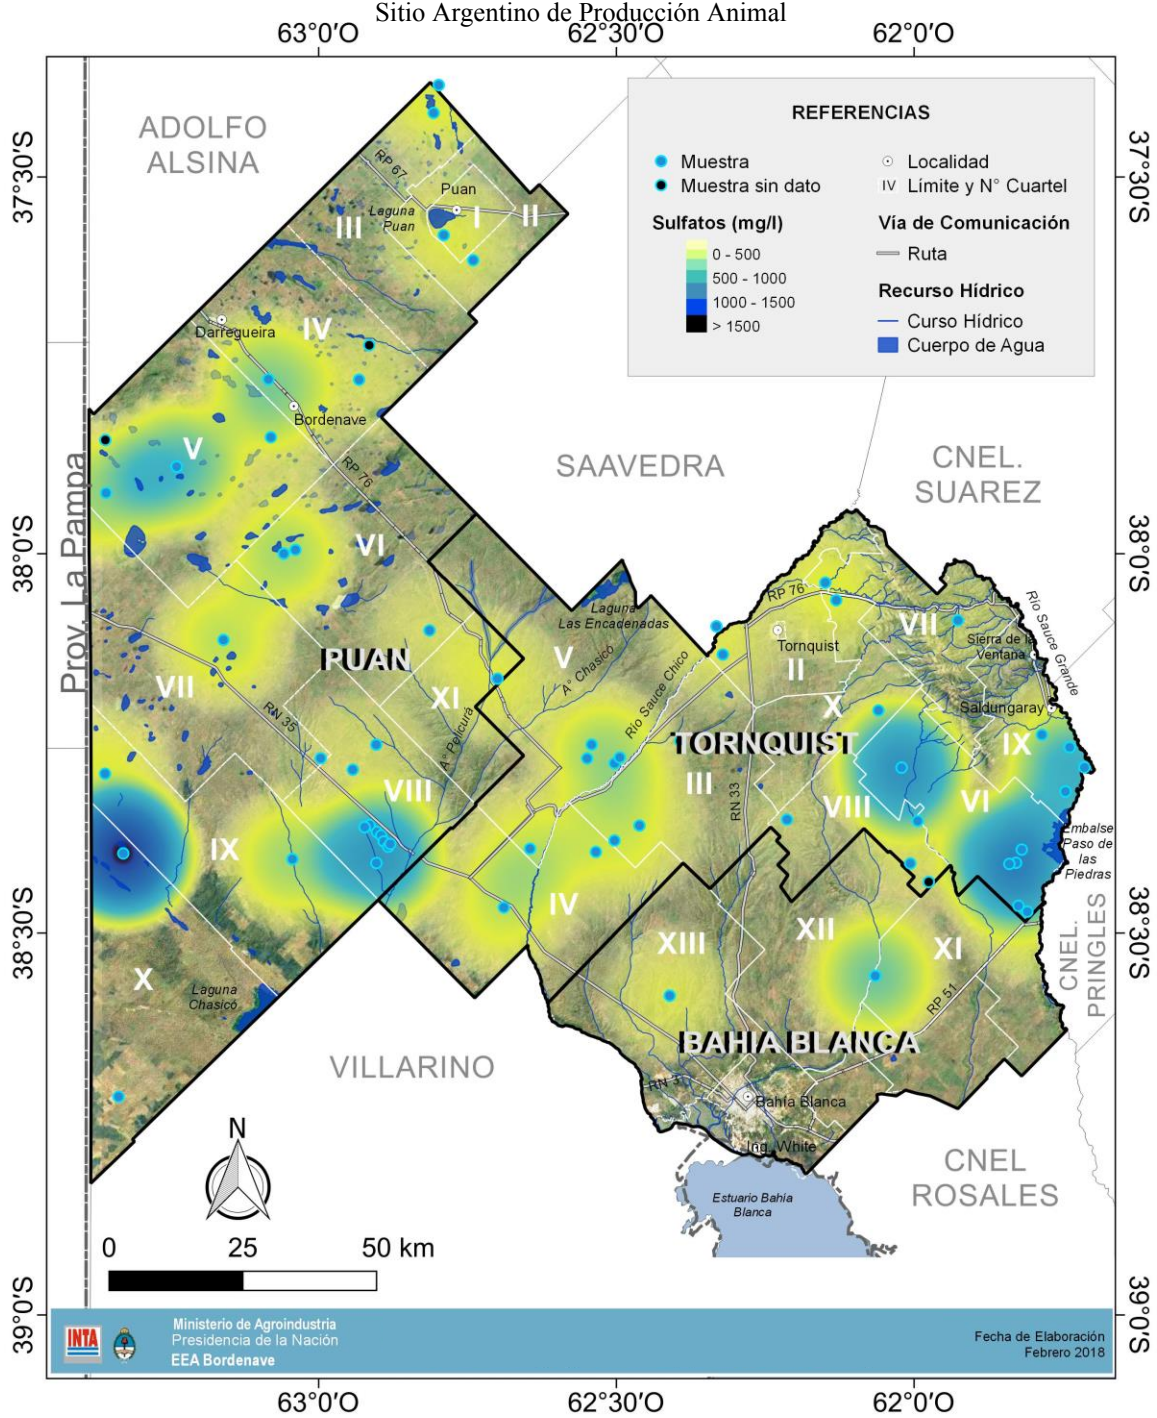 Sitio Argentino de Producción Animal
63°0'O
62°30'O
62°0'O
37°30'S
38°0'S
38°30'S
39°0'S
37°30'S
38°0'S
38°30'S
39°0'S
REFERENCIAS
Muestra
Muestra sin dato
Sulfatos (mg/l)
0 - 500
500 - 1000
1000 - 1500
> 1500
Localidad
IV
Límite y N° Cuartel
Vía de Comunicación
Ruta
Recurso Hídrico
Curso Hídrico
Cuerpo de Agua
ADOLFO
ALSINA
RP 67
Puan
Laguna
Puan
I
II
III
IV
Darregueira
Bordenave
V
RP 76
VI
Prov. La Pampa
SAAVEDRA
CNEL.
SUAREZ
PUAN
VII
RN 35
XI
A° Pelicurá
VIII
IX
X
Laguna
Chasicó
Laguna
Las Encadenadas
V
A° Chasicó
Río Sauce Chico
RP 76
Tornquist
II
VII
Sierra de la
Ventana
Río Sauce Grande
X
Saldungaray
IX
TORNQUIST
III
RN 33
VIII
VI
Embalse
Paso de
las
Piedras
IV
XIII
XII
XI
RP 51
CNEL.
PRINGLES
BAHIA BLANCA
RN 3
Bahía Blanca
Ing. White
VILLARINO
Estuario Bahía
Blanca
CNEL
ROSALES
N
0
25
50 km
INTA
Ministerio de Agroindustria
Presidencia de la Nación
EEA Bordenave
Fecha de Elaboración
Febrero 2018
63°0'O
62°30'O
62°0'O